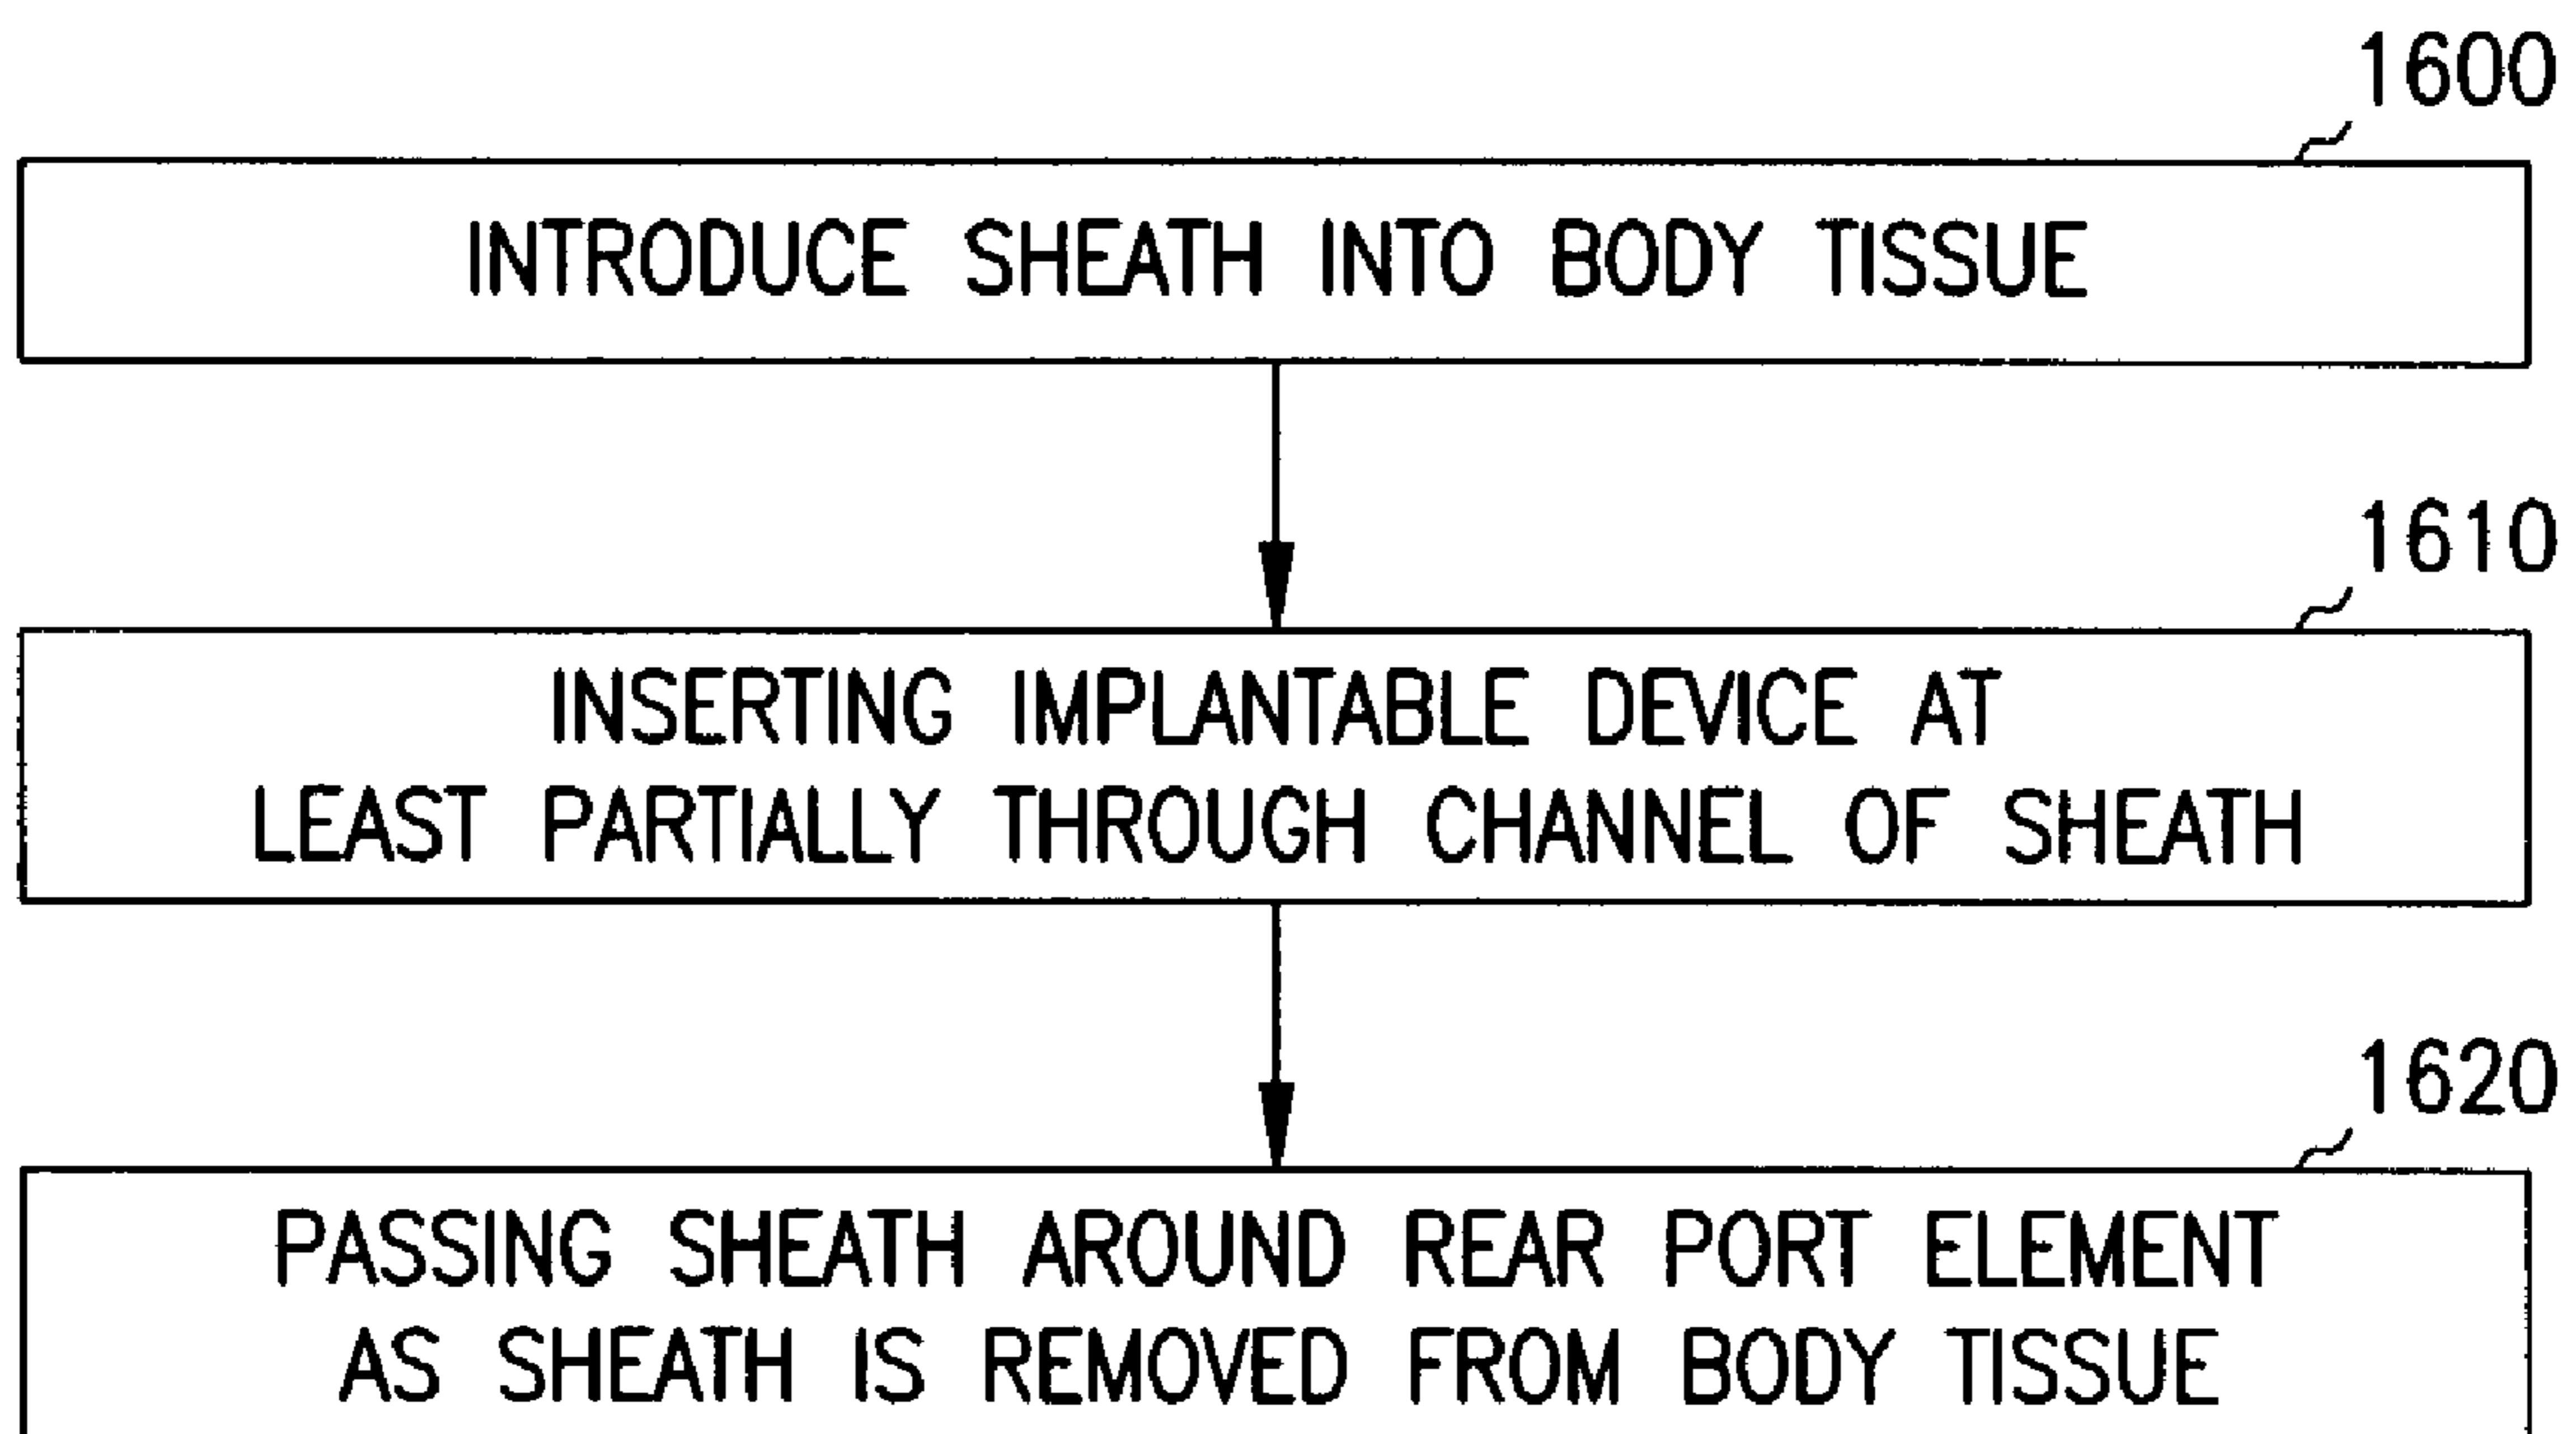 1600
INTRODUCE SHEATH INTO BODY TISSUE
1610
INSERTING IMPLANTABLE DEVICE AT
LEAST PARTIALLY THROUGH CHANNEL OF SHEATH
1620
PASSING SHEATH AROUND REAR PORT ELEMENT
AS SHEATH IS REMOVED FROM BODY TISSUE